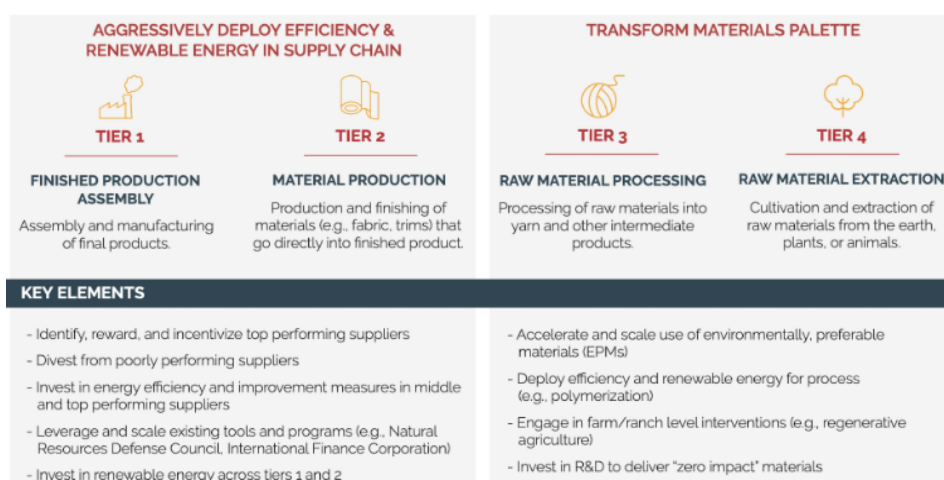 AGGRESSIVELY DEPLOY EFFICIENCY &
RENEWABLE ENERGY IN SUPPLY CHAIN
TIER 1
FINISHED PRODUCTION
ASSEMBLY
Assembly and manufacturing
of final products.
TIER 2
MATERIAL PRODUCTION
Production and finishing of
materials (e.g., fabric, trims) that
go directly into finished product.
TRANSFORM MATERIALS PALETTE
TIER 3
RAW MATERIAL PROCESSING
Processing of raw materials into
yarn and other intermediate
products.
TIER 4
RAW MATERIAL EXTRACTION
Cultivation and extraction of
raw materials from the earth,
plants, or animals.
KEY ELEMENTS
- Identify, reward, and incentivize top performing suppliers
- Divest from poorly performing suppliers
- Invest in energy efficiency and improvement measures in middle
and top performing suppliers
- Leverage and scale existing tools and programs (e.g., Natural
Resources Defense Council, International Finance Corporation)
- Invest in renewable energy across tiers 1 and 2
- Accelerate and scale use of environmentally, preferable
materials (EPMs)
- Deploy efficiency and renewable energy for process
(e.g., polymerization)
- Engage in farm/ranch level interventions (e.g., regenerative
agriculture)
- Invest in R&D to deliver “zero impact” materials